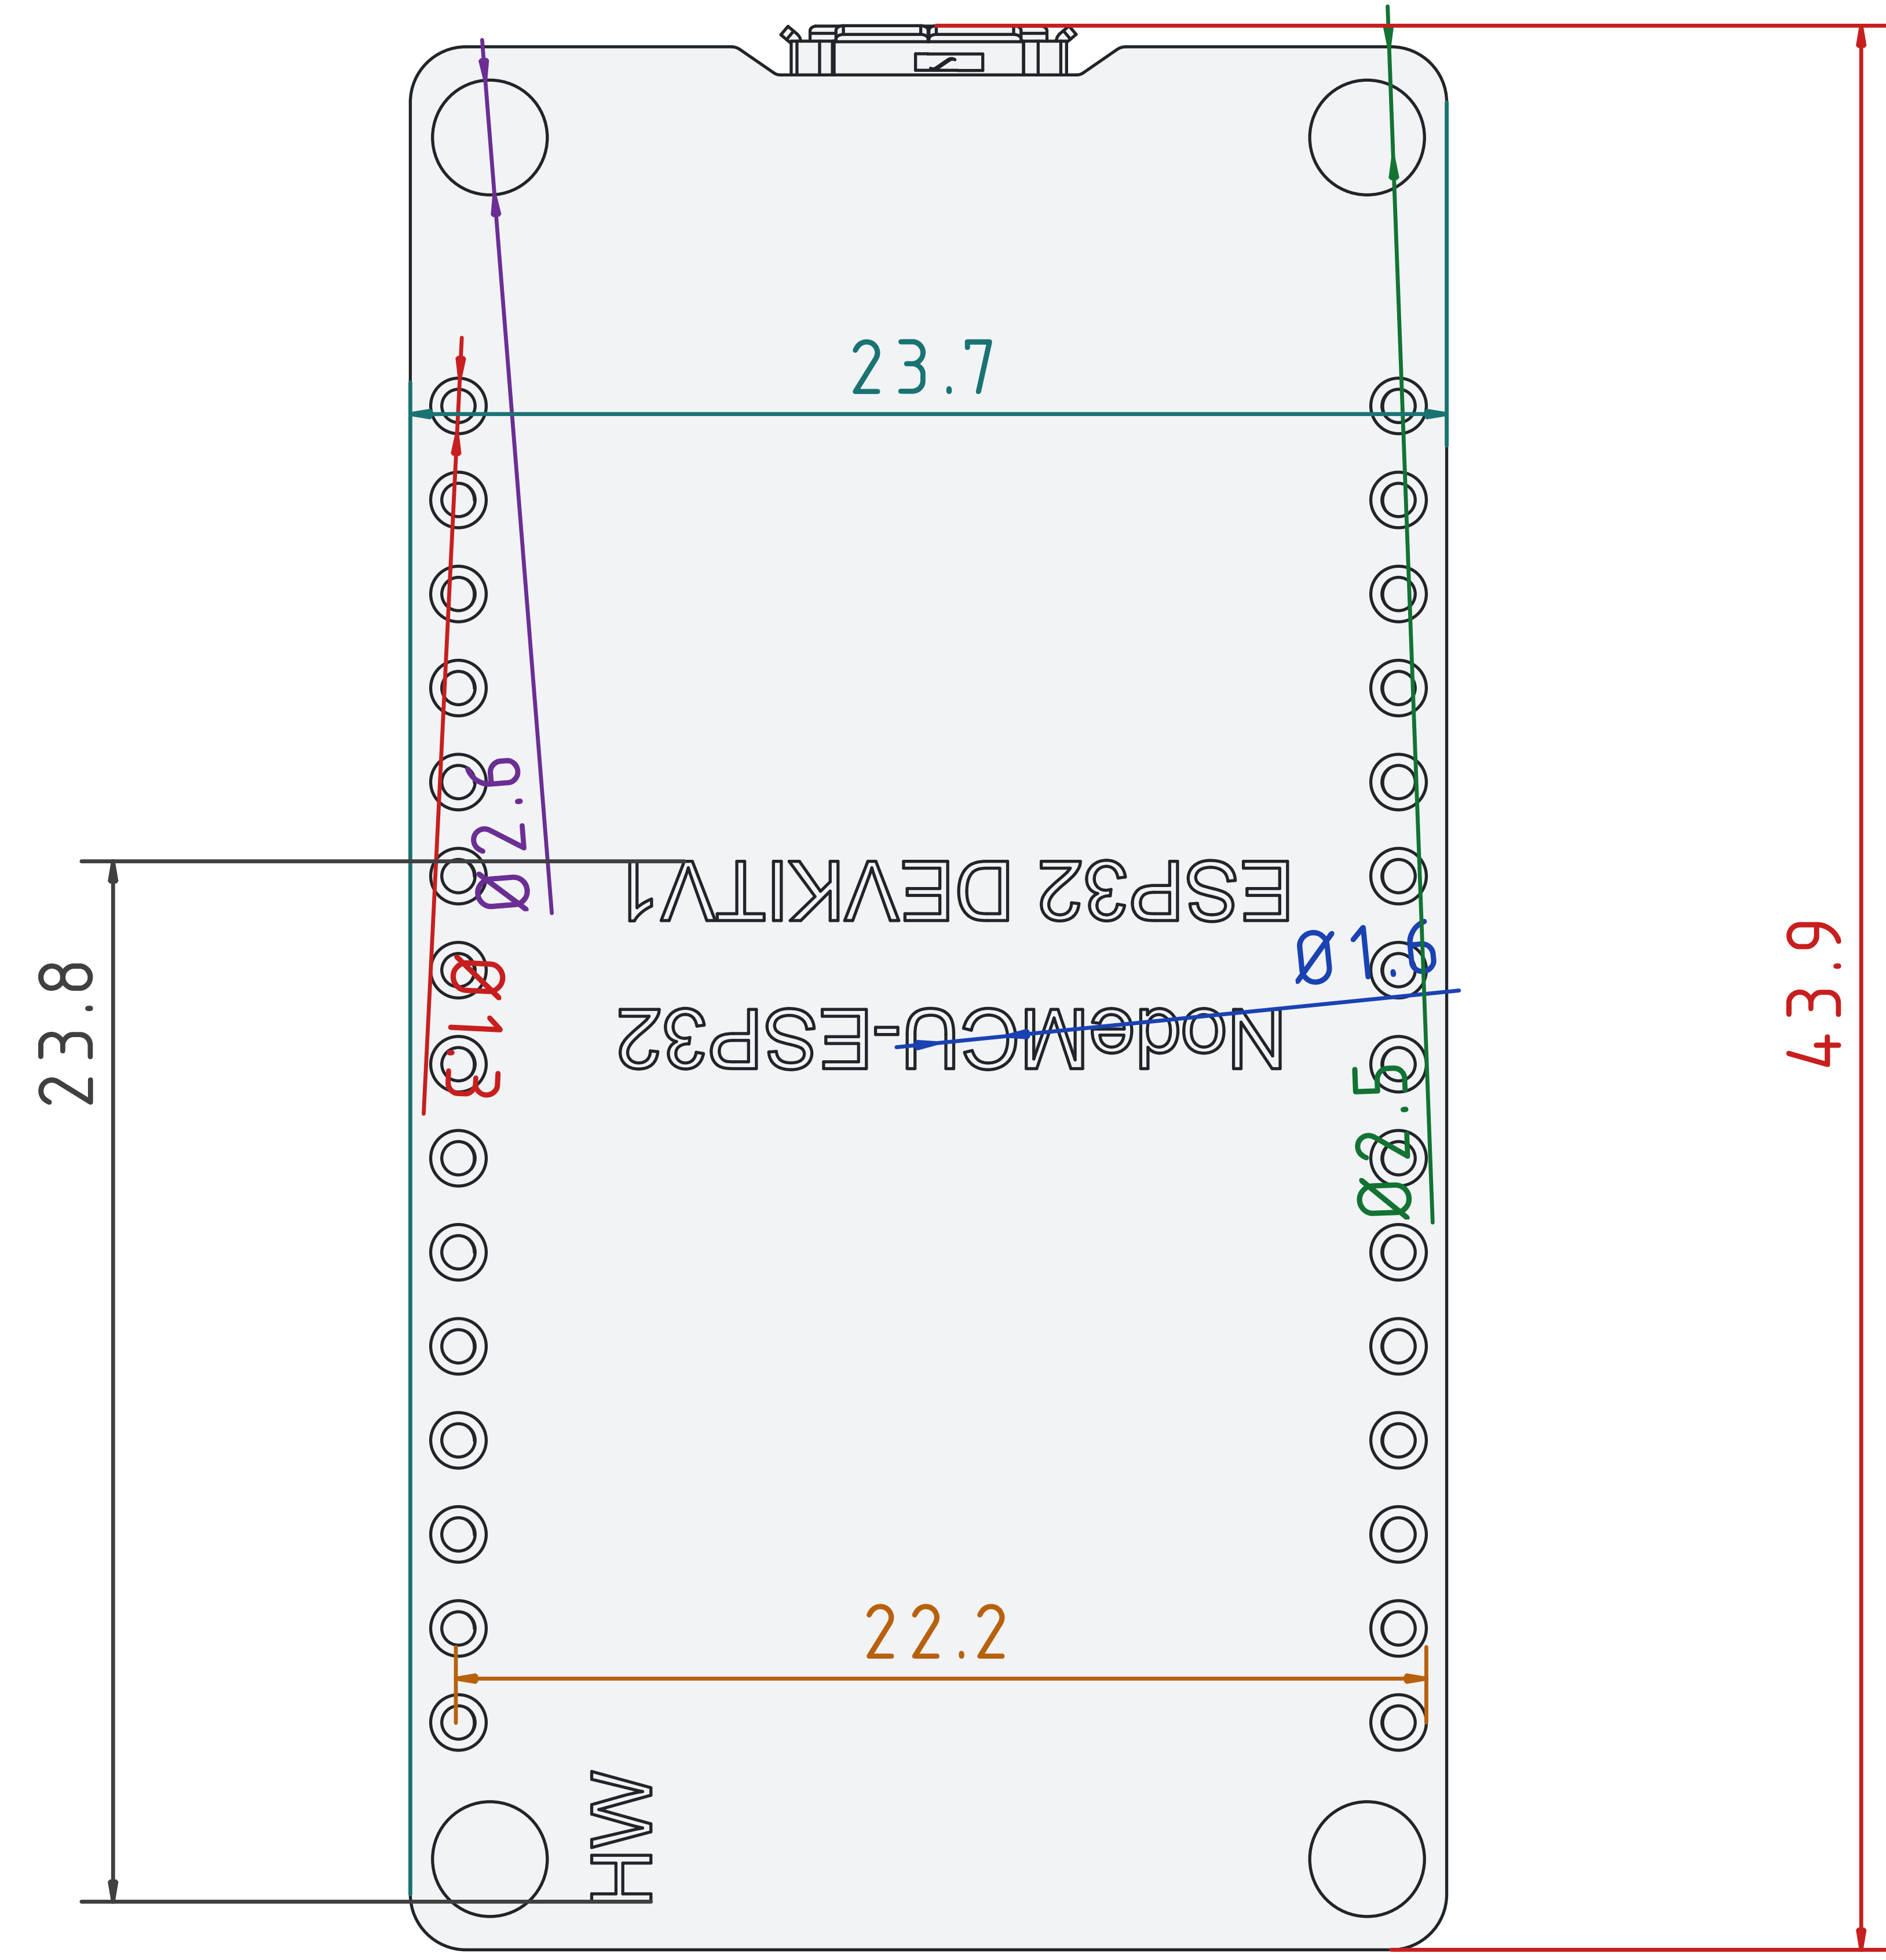 23.7
Ø2.6
23.8
NodeMCU-ESP32
ESP32 DEVKITV1
Ø1.6
43.9
Ø1.3
Ø2.5
22.2
HW